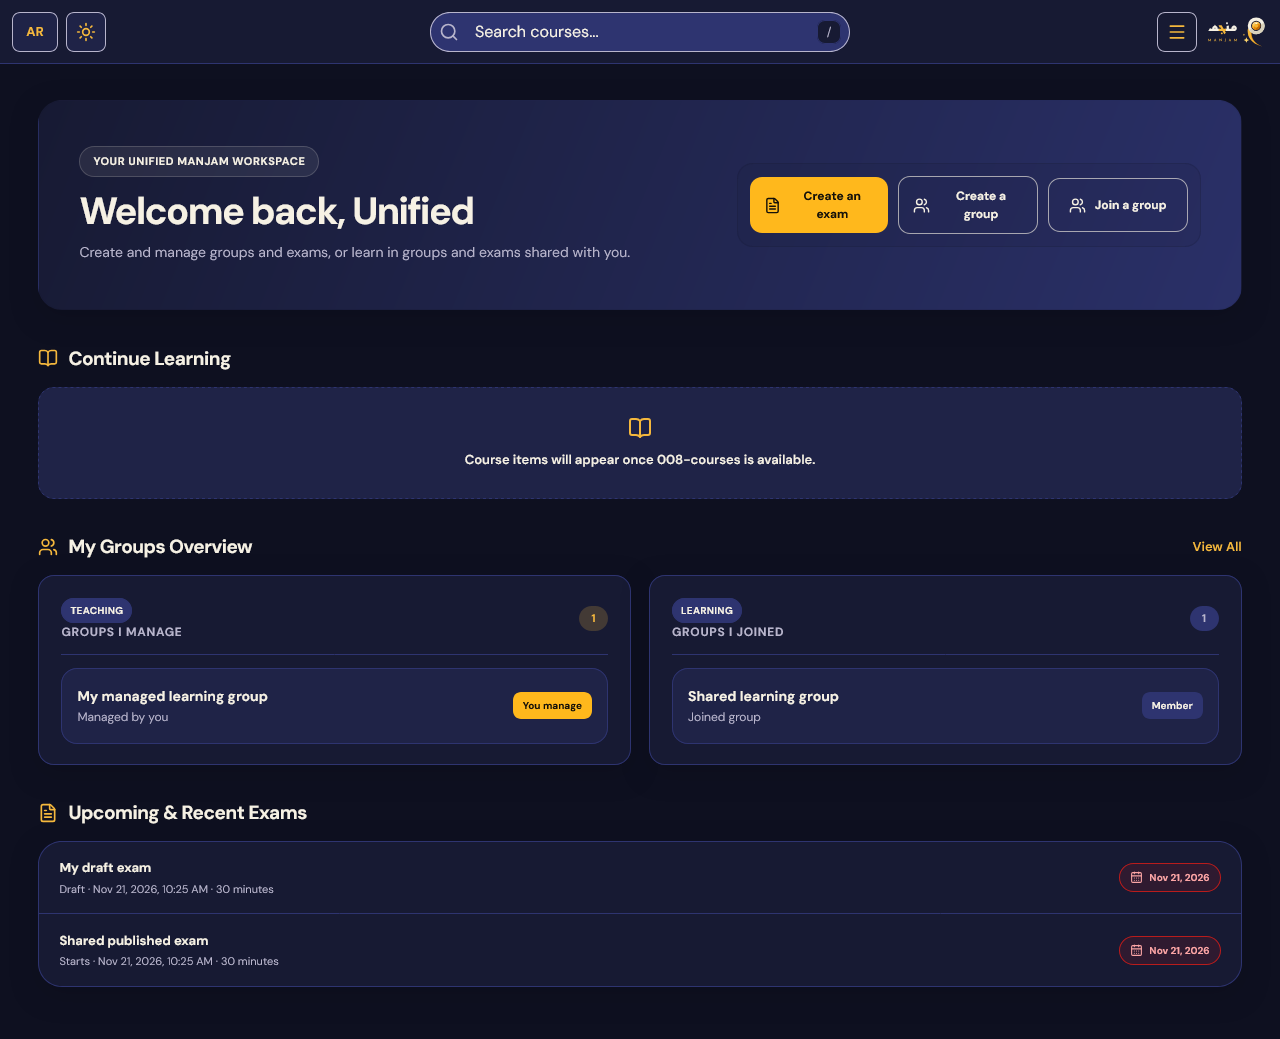 AR
Search courses...
/
منجم
MANJAM
YOUR UNIFIED MANJAM WORKSPACE
Welcome back, Unified
Create and manage groups and exams, or learn in groups and exams shared with you.
Create an
exam
Create a
group
Join a group
Continue Learning
Course items will appear once 008-courses is available.
My Groups Overview
View All
TEACHING
GROUPS I MANAGE
1
My managed learning group
Managed by you
You manage
LEARNING
GROUPS I JOINED
1
Shared learning group
Joined group
Member
Upcoming & Recent Exams
My draft exam
Draft · Nov 21, 2026, 10:25 AM · 30 minutes
Nov 21, 2026
Shared published exam
Starts · Nov 21, 2026, 10:25 AM · 30 minutes
Nov 21, 2026